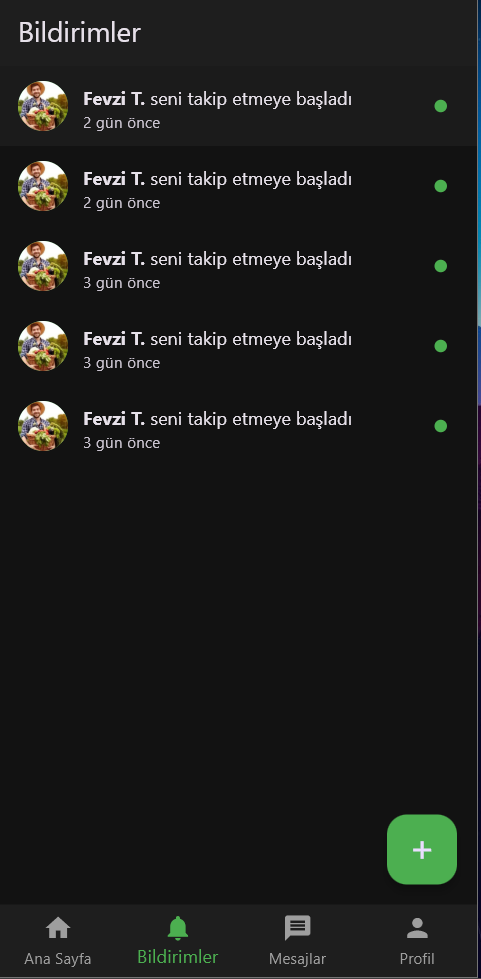 Bildirimler
Fevzi T. seni takip etmeye başladı
2 gün önce
Fevzi T. seni takip etmeye başladı
2 gün önce
Fevzi T. seni takip etmeye başladı
3 gün önce
Fevzi T. seni takip etmeye başladı
3 gün önce
Fevzi T. seni takip etmeye başladı
3 gün önce
Ana Sayfa
Bildirimler
Mesajlar
Profil